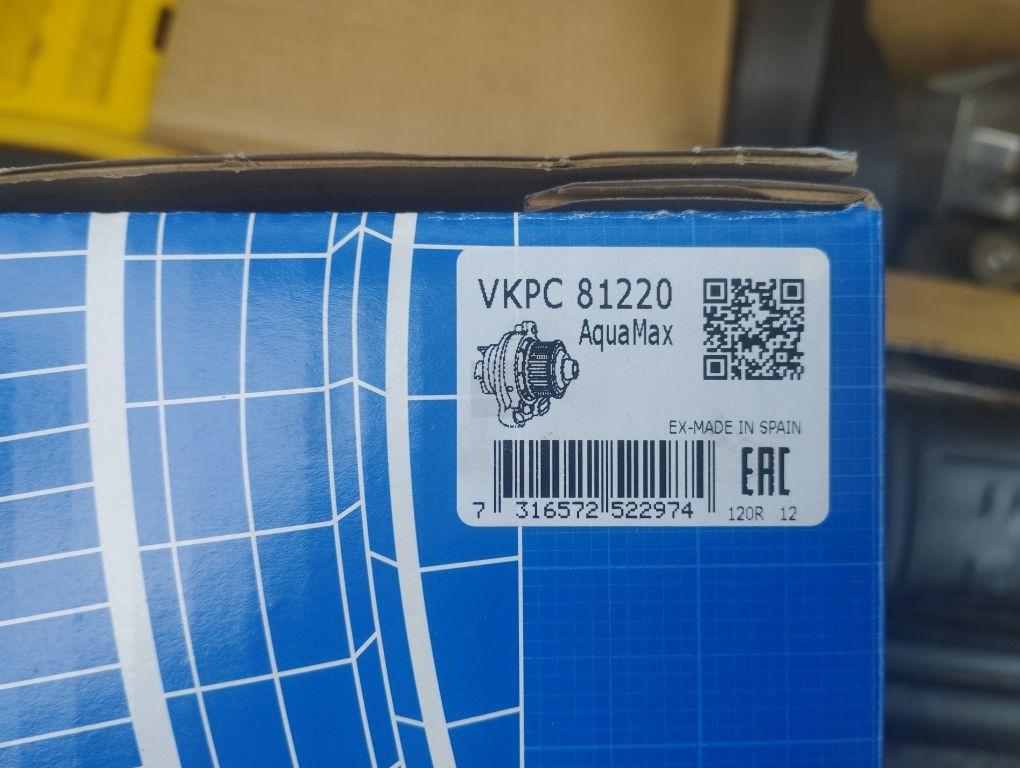 VKPC 81220
AquaMax
EX-MADE IN SPAIN
EAC
7 316572 522974
120R 12